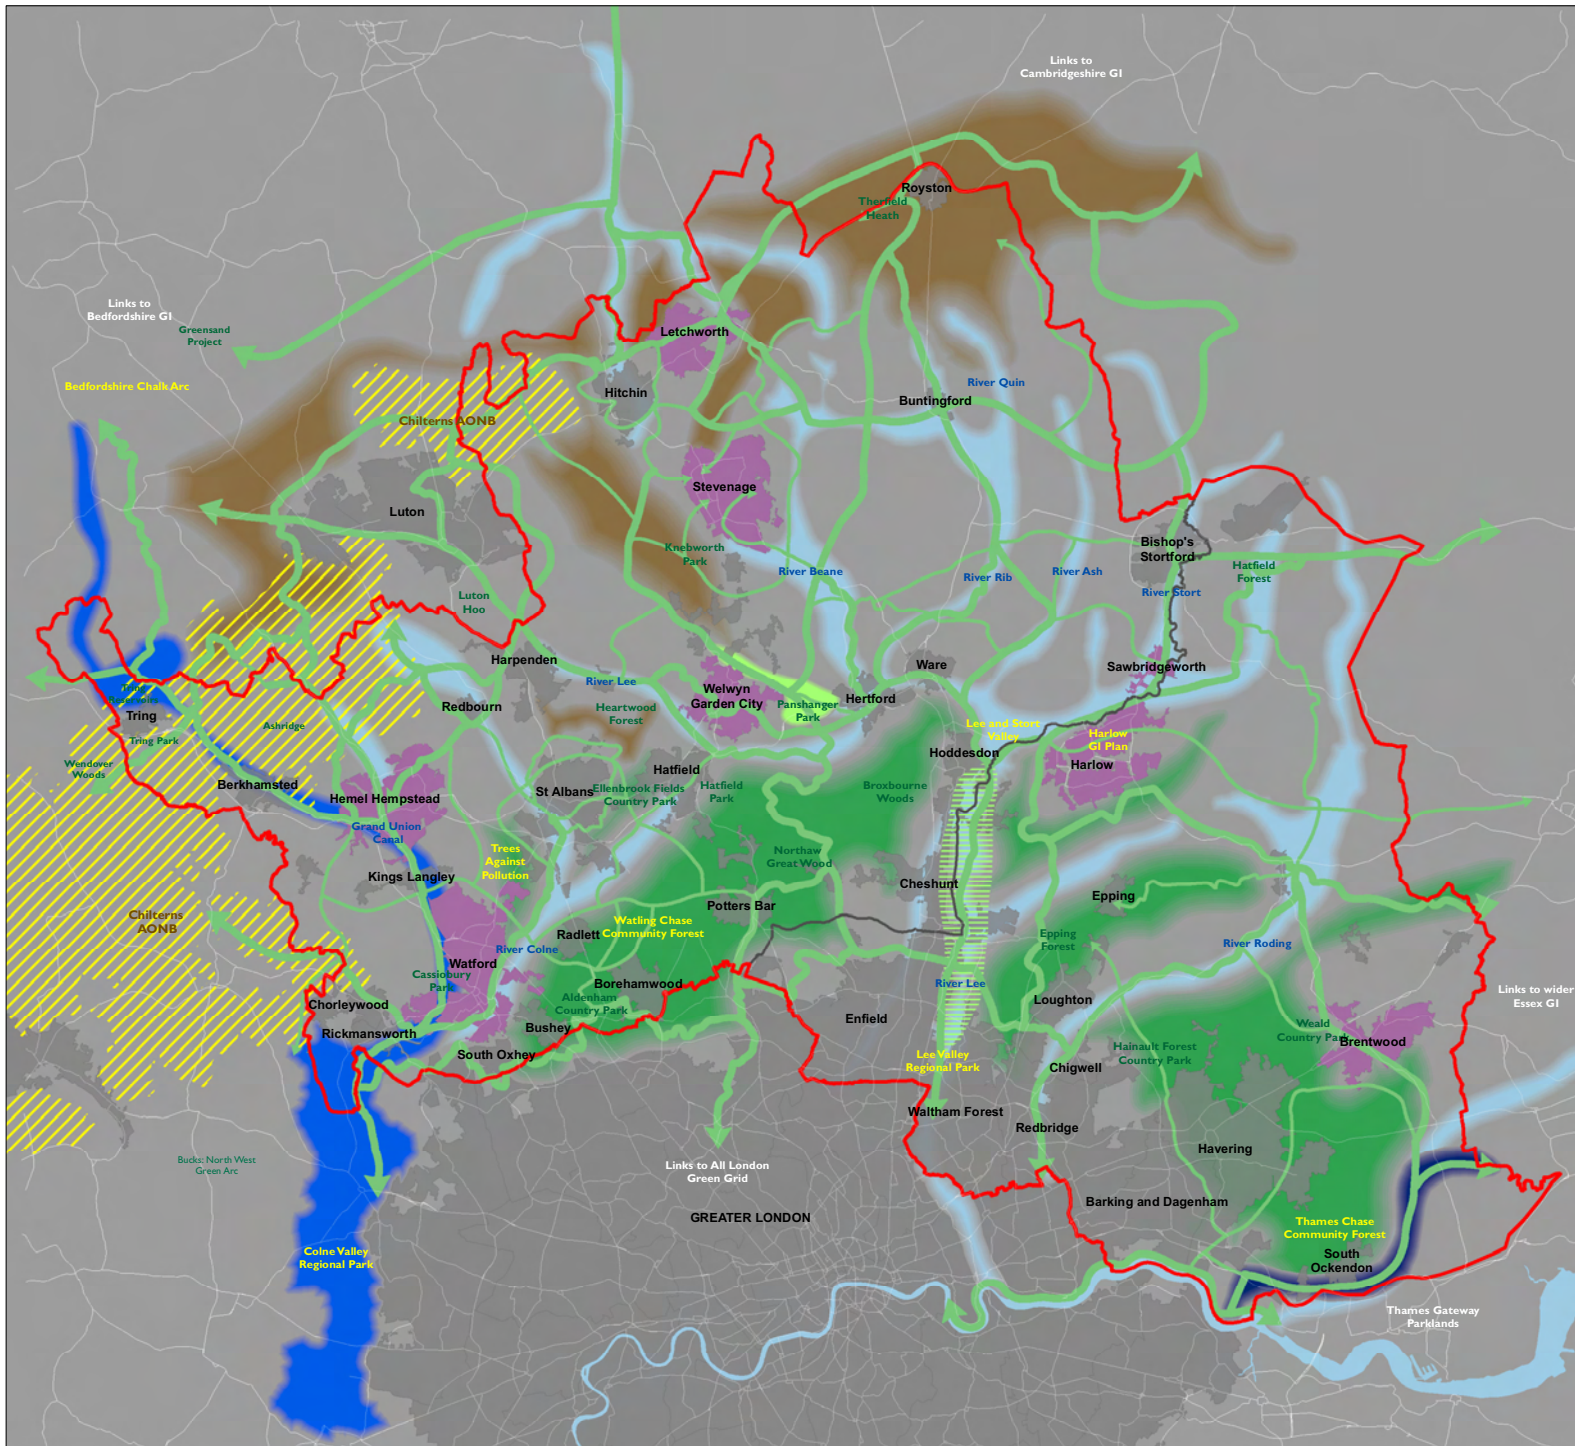 Links to
Cambridgeshire GI
Royston
Therfield
Heath
Links to
Bedfordshire GI
Greensand
Project
Letchworth
Bedfordshire Chalk Arc
River Quin
Hitchin
Buntingford
Chilterns AONB
Stevenage
Luton
Bishop's
Stortford
Knebworth
Park
River Beane
River Rib
River Ash
Hatfield
Forest
River Stort
Luton
Hoo
Harpenden
Ware
Sawbridgeworth
River Lee
Welwyn
Garden City
Hertford
Tring
Reservoirs
Tring
Redbourn
Heartwood
Forest
Panshanger
Park
Ashridge
Lee and Stort
Valley
Tring Park
Harlow
GI Plan
Hoddesdon
Wendover
Woods
Harlow
Hatfield
Berkhamsted
Hemel Hempstead
St Albans
Ellenbrook Fields
Country Park
Hatfield
Park
Broxbourne
Woods
Grand Union
Canal
Trees
Against
Pollution
Northaw
Great Wood
Kings Langley
Cheshunt
Epping
Chilterns
AONB
Potters Bar
Watling Chase
Community Forest
Radlett
Epping
Forest
River Roding
River Colne
Watford
Cassiobury
Park
Borehamwood
River Lee
Links to wider
Essex GI
Chorleywood
Aldenham
Country Park
Loughton
Enfield
Rickmansworth
Bushey
Weald
Country Park
Brentwood
South Oxhey
Hainault Forest
Country Park
Lee Valley
Regional Park
Chigwell
Waltham Forest
Redbridge
Havering
Bucks: North West
Green Arc
Links to All London
Green Grid
Barking and Dagenham
GREATER LONDON
Thames Chase
Community Forest
Colne Valley
Regional Park
South
Ockendon
Thames Gateway
Parklands